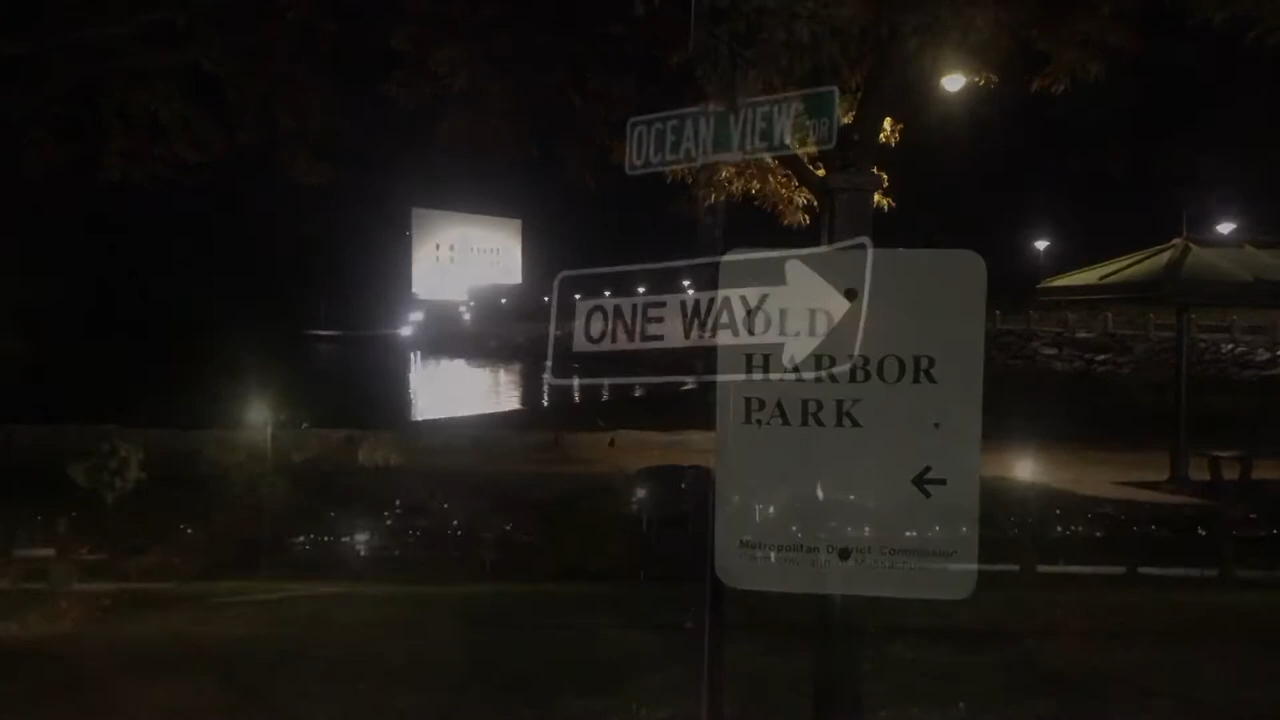 OCEAN VIEW DR
ONE WAY
OLD
HARBOR
PARK
Metropolitan District Commission